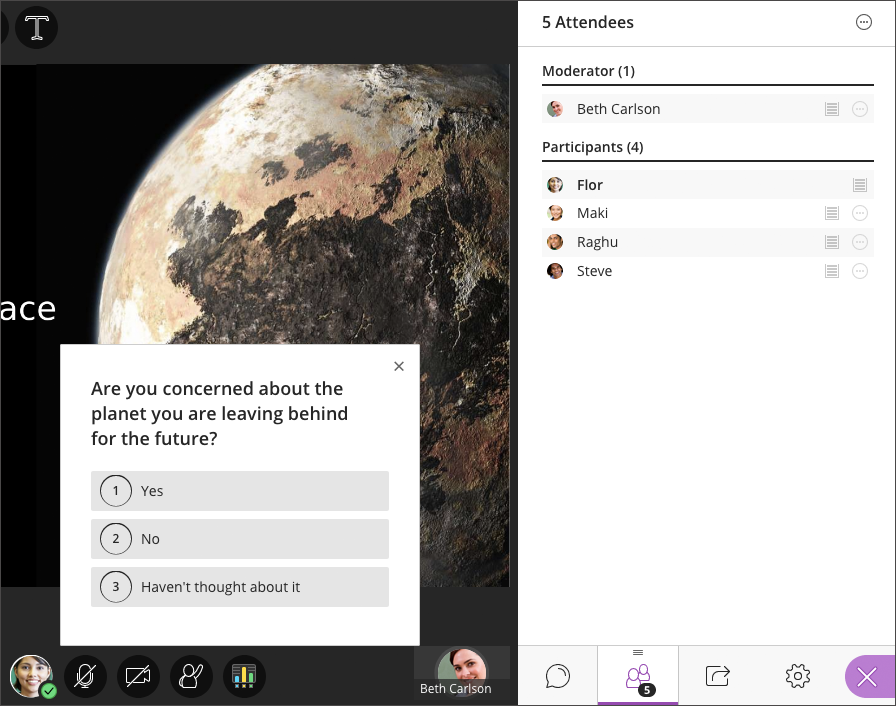 T
ace
Are you concerned about the
planet you are leaving behind
for the future?
1 Yes
2 No
3 Haven't thought about it
Beth Carlson
5 Attendees
Moderator (1)
Beth Carlson
Participants (4)
Flor
Maki
Raghu
Steve
5